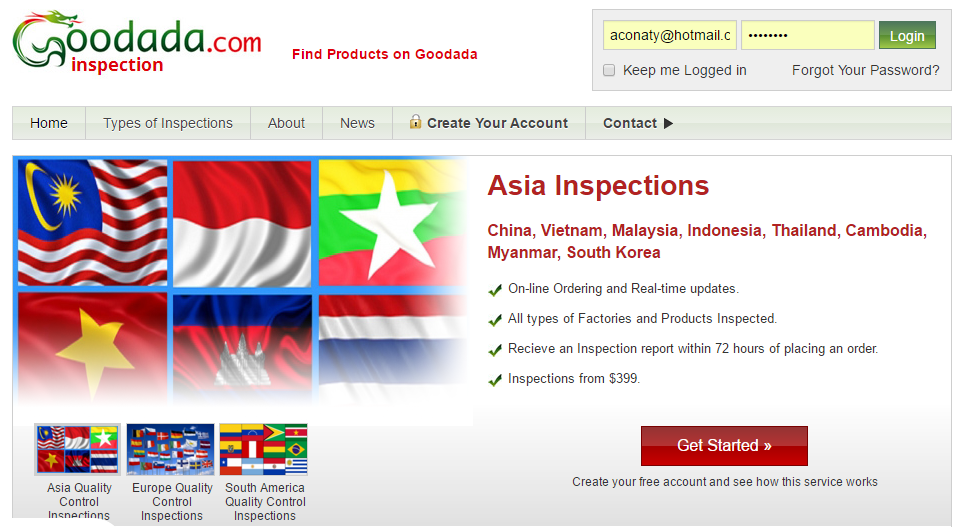 Goodada.com
inspection
Find Products on Goodada
aconaty@hotmail.c
••••••••
Login
Keep me Logged in
Forgot Your Password?
Home
Types of Inspections
About
News
Create Your Account
Contact ▶
Asia Inspections
China, Vietnam, Malaysia, Indonesia, Thailand, Cambodia,
Myanmar, South Korea
On-line Ordering and Real-time updates.
All types of Factories and Products Inspected.
Recieve an Inspection report within 72 hours of placing an order.
Inspections from $399.
Get Started »
Create your free account and see how this service works
Asia Quality
Control
Inspections
Europe Quality
Control
Inspections
South America
Quality Control
Inspections